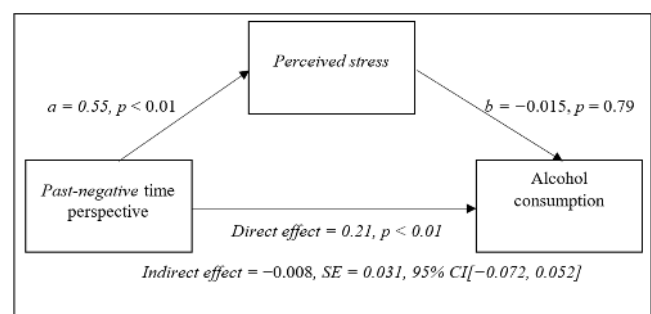 Perceived stress
a = 0.55, p < 0.01
b = −0.015, p = 0.79
Past-negative time
perspective
Alcohol
consumption
Direct effect = 0.21, p < 0.01
Indirect effect = −0.008, SE = 0.031, 95% CI[−0.072, 0.052]